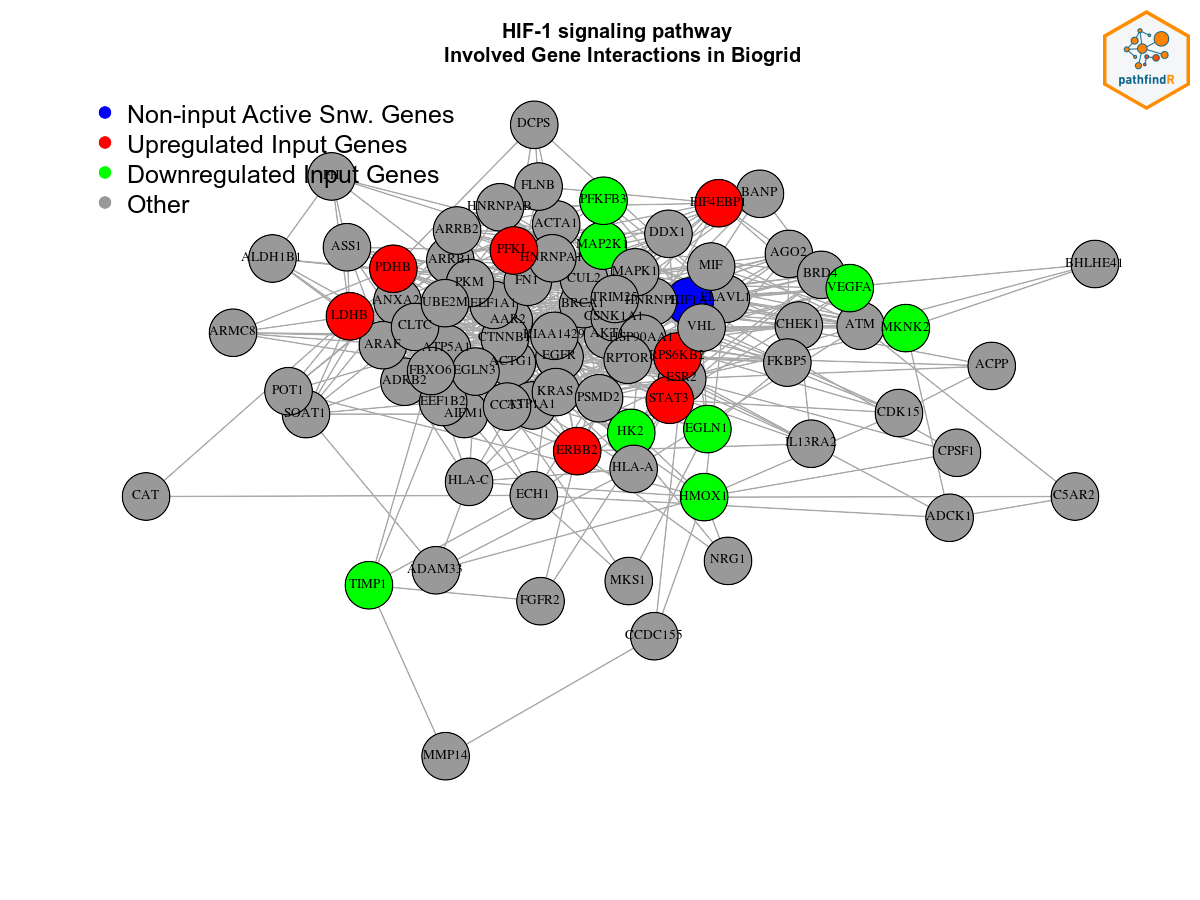 HIF-1 signaling pathway
Involved Gene Interactions in Biogrid
pathfindR
Non-input Active Snw. Genes
Upregulated Input Genes
Downregulated Input Genes
Other
DCPS
FLNB
PFKFB3
EIF4EBP1
BANP
HNRNPAB
ACTA1
ARRB2
DDX1
ASS1
ALDH1B1
PDHB
ARRB1
PFKL
MAP2K1
MAPK1
MIF
AGO2
BRD4
BHLHE41
VEGFA
PKM
FN1
CUL2
TRIM25
ELAVL1
ANXA2
UBE2M
EEF1A1
BRCA1
LDHB
AAR2
CSNK1A1
VHL
CHEK1
ATM
MKNK2
ARMC8
CLTC
CTNNB1
KIAA1429
HSP90AA1
ARAF
ATP5A1
ACTG1
EGFR
RPTOR
RPS6KB2
FKBP5
ACPP
ADRB2
FBXO6
EGLN3
ESR2
POT1
SOAT1
EEF1B2
AIFM1
CCT3
ATP1A1
KRAS
PSMD2
STAT3
CDK15
HK2
EGLN1
ERBB2
IL13RA2
CPSF1
HLA-A
HLA-C
ECH1
HMOX1
CAT
C5AR2
ADCK1
NRG1
ADAM33
TIMP1
MKS1
FGFR2
CCDC155
MMP14